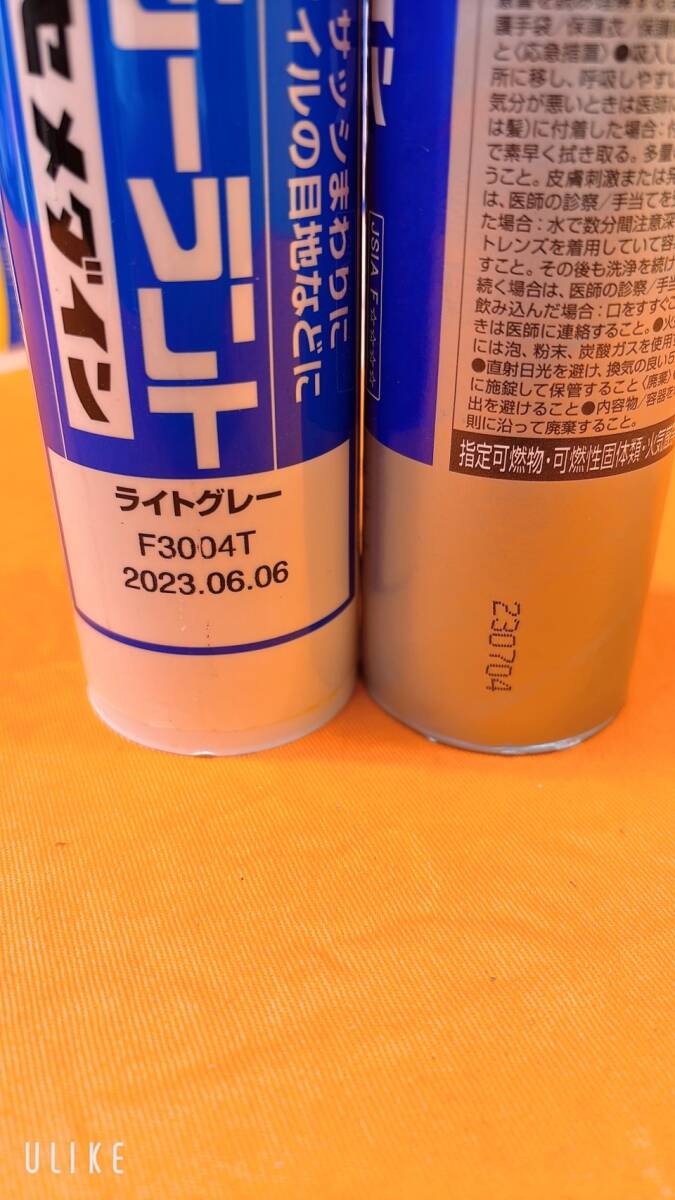 セメダイン
シーラント
サッシまわりに
イルの目地などに
ライトグレー
F3004T
2023.06.06
JSIA F☆☆☆☆
護手袋/保護衣/保護
と〈応急措置〉●吸入し
所に移し、呼吸しやすい
気分が悪いときは医師に
は髪)に付着した場合:付
で素早く拭き取る。多量の
うこと。皮膚刺激または発
は、医師の診察/手当てを受
た場合:水で数分間注意深
トレンズを着用していて容
すこと。その後も洗浄を続け
続く場合は、医師の診察/手当
飲み込んだ場合:口をすすぐこ
きは医師に連絡すること。●火
には泡、粉末、炭酸ガスを使用す
●直射日光を避け、換気の良い5
に施錠して保管すること〈廃棄〉●
出を避けること●内容物/容器を
則に沿って廃棄すること。
指定可燃物・可燃性固体類・火気厳
230704
ULIKE